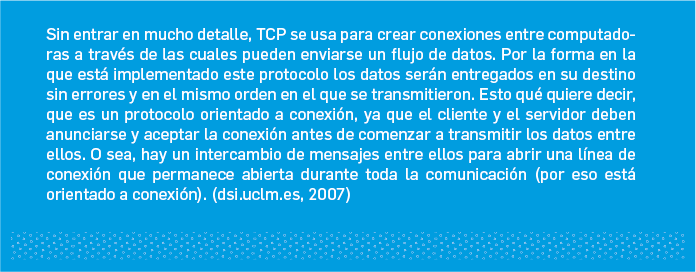 Sin entrar en mucho detalle, TCP se usa para crear conexiones entre computado-
ras a través de las cuales pueden enviarse un flujo de datos. Por la forma en la
que está implementado este protocolo los datos serán entregados en su destino
sin errores y en el mismo orden en el que se transmitieron. Esto qué quiere decir,
que es un protocolo orientado a conexión, ya que el cliente y el servidor deben
anunciarse y aceptar la conexión antes de comenzar a transmitir los datos entre
ellos. O sea, hay un intercambio de mensajes entre ellos para abrir una línea de
conexión que permanece abierta durante toda la comunicación (por eso está
orientado a conexión). (dsi.uclm.es, 2007)